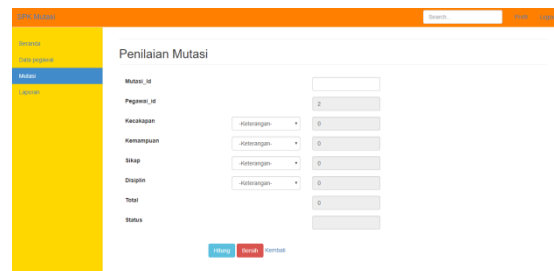 SPK Mutasi
Search...
Profil
Logout
Beranda
Data pegawai
Mutasi
Laporan
Penilaian Mutasi
Mutasi_id
Pegawai_id
2
Kecakapan
-Keterangan-
0
Kemampuan
-Keterangan-
0
Sikap
-Keterangan-
0
Disiplin
-Keterangan-
0
Total
0
Status
Hitung
Bersih
Kembali